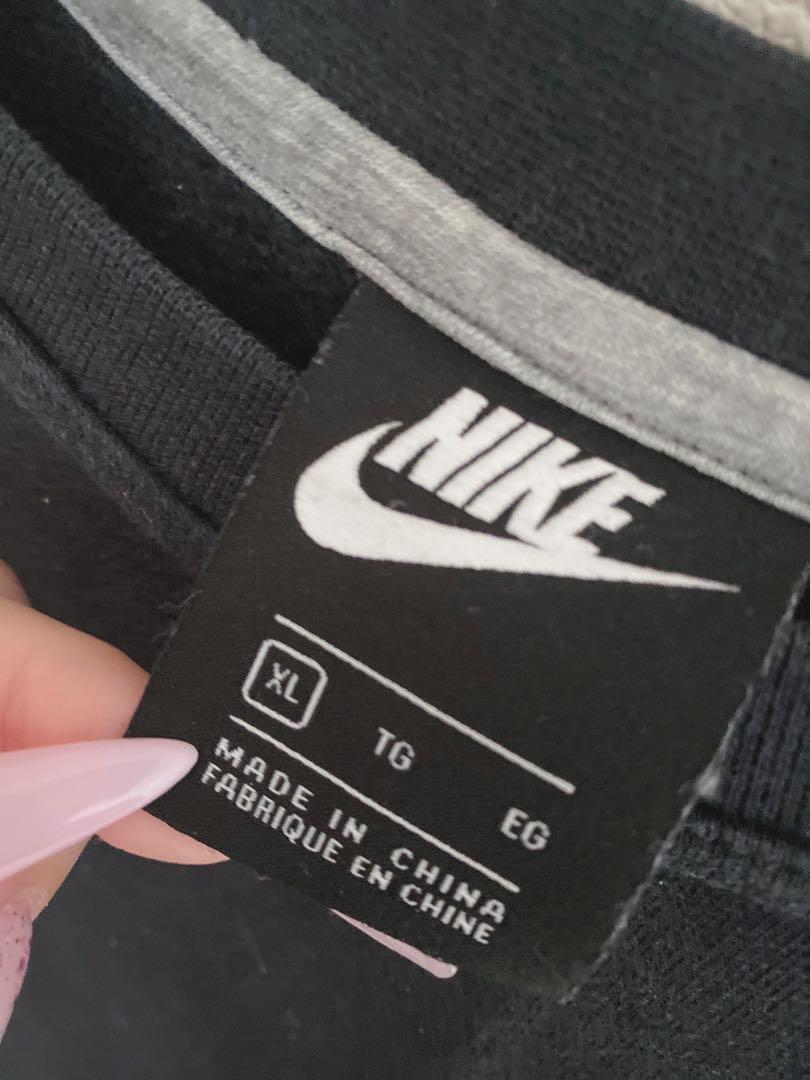 NIKE
XL TG EG
MADE IN CHINA
FABRIQUE EN CHINE